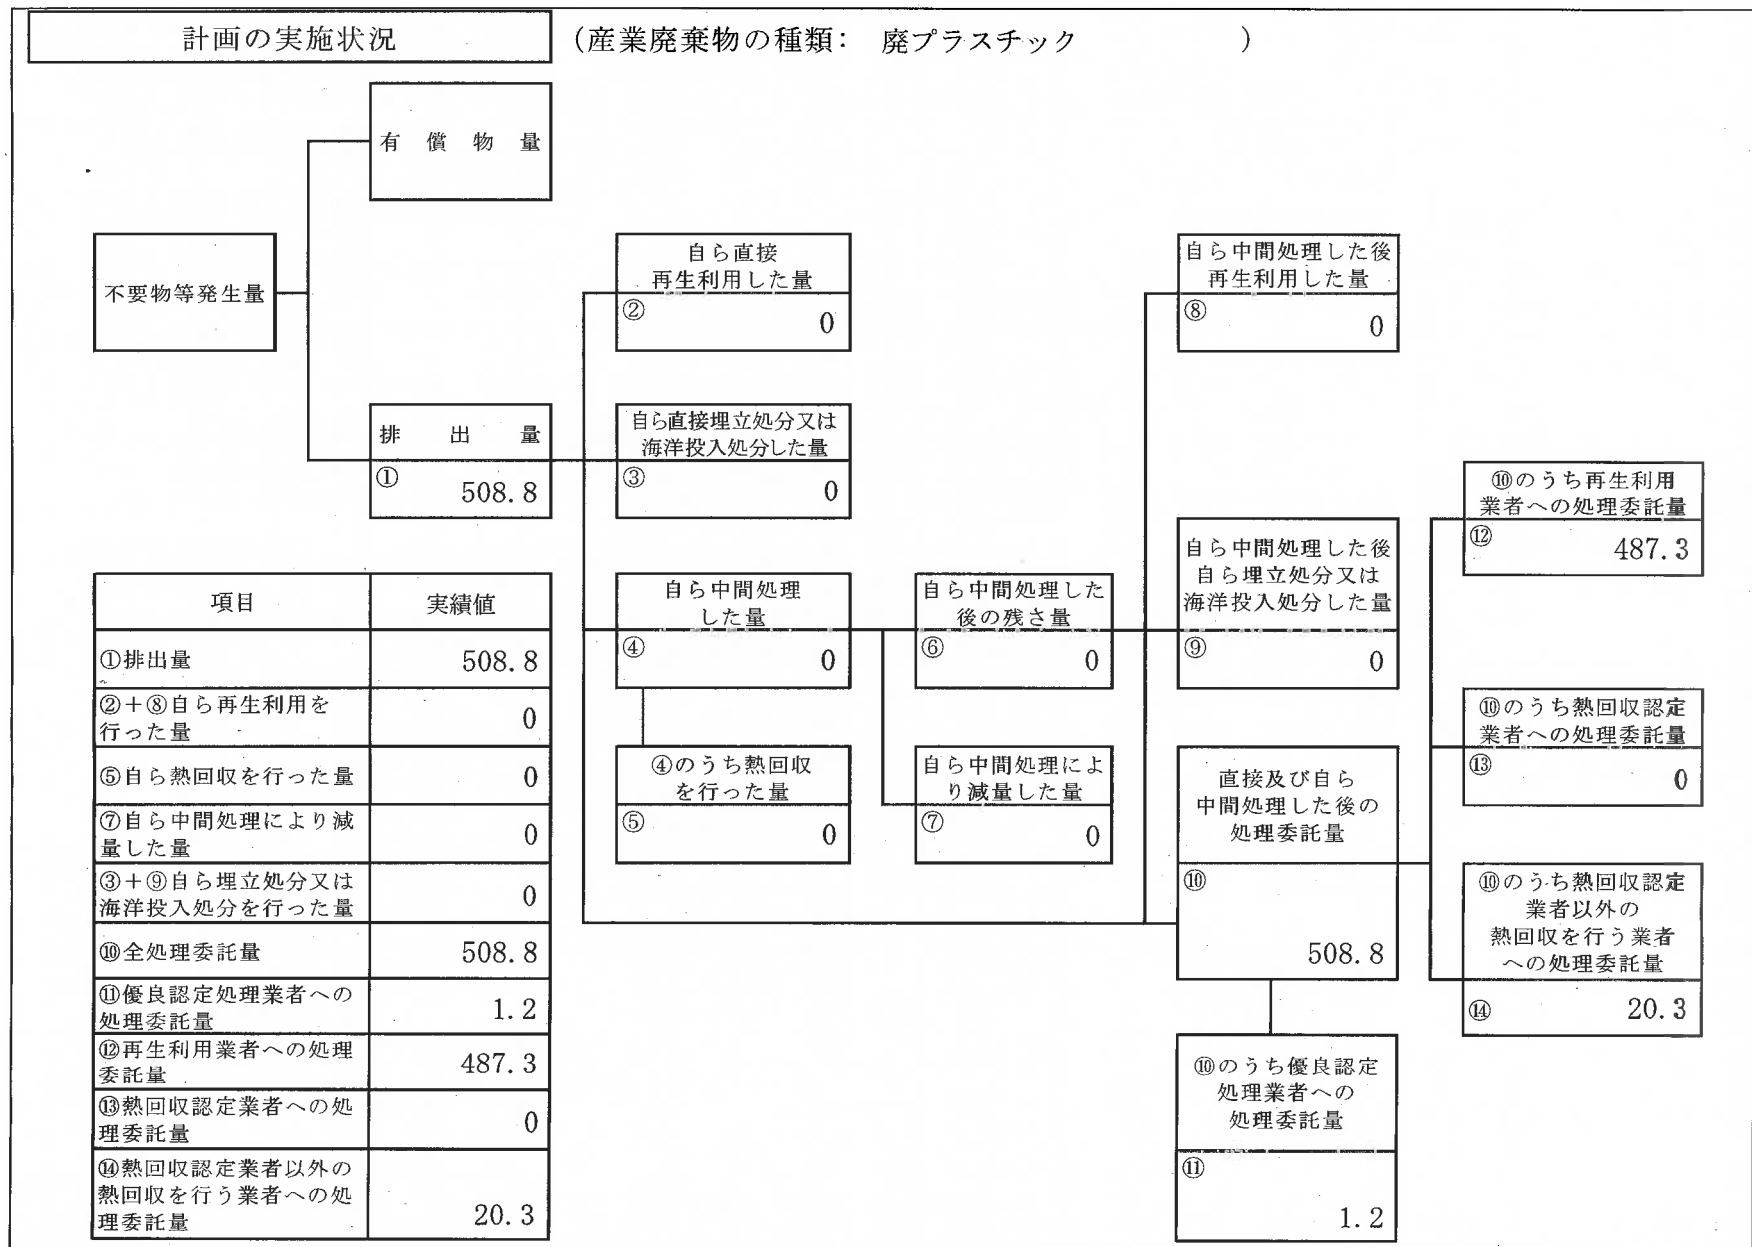 計画の実施状況
(産業廃棄物の種類: 廃プラスチック )
有償物量
不要物等発生量
自ら直接
再生利用した量
② 0
自ら中間処理した後
再生利用した量
⑧ 0
排出量
① 508.8
自ら直接埋立処分又は
海洋投入処分した量
③ 0
⑩のうち再生利用
業者への処理委託量
⑫ 487.3
自ら中間処理
した量
④ 0
自ら中間処理した
後の残さ量
⑥ 0
自ら中間処理した後
自ら埋立処分又は
海洋投入処分した量
⑨ 0
⑩のうち熱回収認定
業者への処理委託量
⑬ 0
④のうち熱回収
を行った量
⑤ 0
自ら中間処理によ
り減量した量
⑦ 0
直接及び自ら
中間処理した後の
処理委託量
⑩
508.8
⑩のうち熱回収認定
業者以外の
熱回収を行う業者
への処理委託量
⑭ 20.3
⑩のうち優良認定
処理業者への
処理委託量
⑪
1.2
項目 実績値
①排出量 508.8
②+⑧自ら再生利用を
行った量 0
⑤自ら熱回収を行った量 0
⑦自ら中間処理により減
量した量 0
③+⑨自ら埋立処分又は
海洋投入処分を行った量 0
⑩全処理委託量 508.8
⑪優良認定処理業者への
処理委託量 1.2
⑫再生利用業者への処理
委託量 487.3
⑬熱回収認定業者への処
理委託量 0
⑭熱回収認定業者以外の
熱回収を行う業者への処
理委託量 20.3